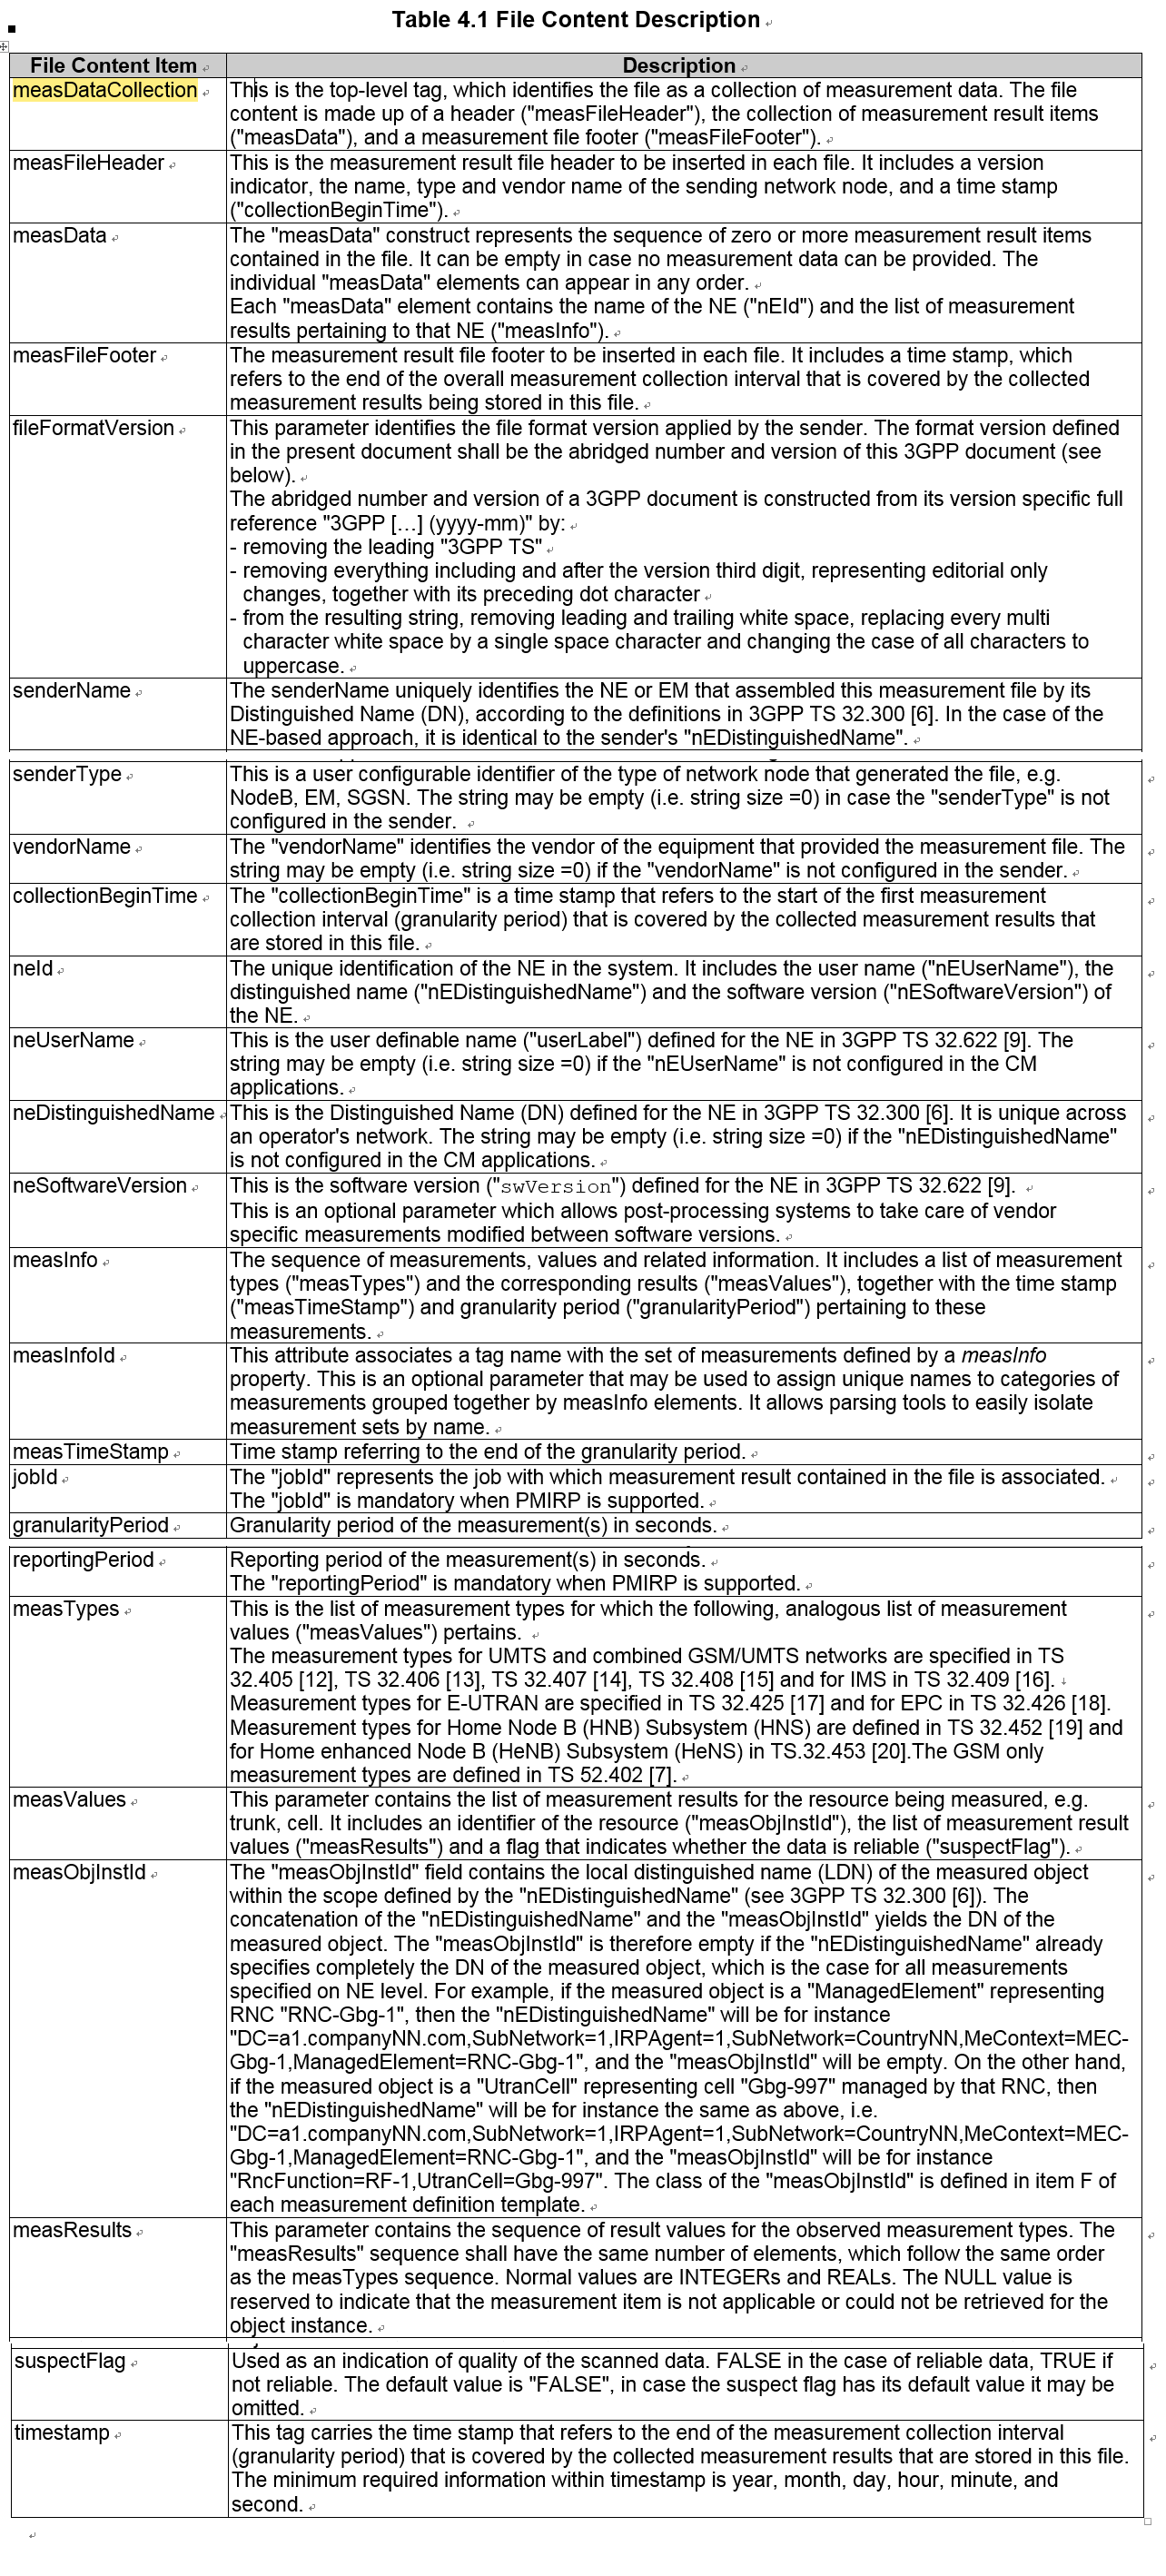 Table 4.1 File Content Description
File Content Item Description
measDataCollection This is the top-level tag, which identifies the file as a collection of measurement data. The file
content is made up of a header ("measFileHeader"), the collection of measurement result items
("measData"), and a measurement file footer ("measFileFooter").
measFileHeader This is the measurement result file header to be inserted in each file. It includes a version
indicator, the name, type and vendor name of the sending network node, and a time stamp
("collectionBeginTime").
measData The "measData" construct represents the sequence of zero or more measurement result items
contained in the file. It can be empty in case no measurement data can be provided. The
individual "measData" elements can appear in any order.
Each "measData" element contains the name of the NE ("nEId") and the list of measurement
results pertaining to that NE ("measInfo").
measFileFooter The measurement result file footer to be inserted in each file. It includes a time stamp, which
refers to the end of the overall measurement collection interval that is covered by the collected
measurement results being stored in this file.
fileFormatVersion This parameter identifies the file format version applied by the sender. The format version defined
in the present document shall be the abridged number and version of this 3GPP document (see
below).
The abridged number and version of a 3GPP document is constructed from its version specific full
reference "3GPP […] (yyyy-mm)" by:
- removing the leading "3GPP TS"
- removing everything including and after the version third digit, representing editorial only
changes, together with its preceding dot character
- from the resulting string, removing leading and trailing white space, replacing every multi
character white space by a single space character and changing the case of all characters to
uppercase.
senderName The senderName uniquely identifies the NE or EM that assembled this measurement file by its
Distinguished Name (DN), according to the definitions in 3GPP TS 32.300 [6]. In the case of the
NE-based approach, it is identical to the sender's "nEDistinguishedName".
senderType This is a user configurable identifier of the type of network node that generated the file, e.g.
NodeB, EM, SGSN. The string may be empty (i.e. string size =0) in case the "senderType" is not
configured in the sender.
vendorName The "vendorName" identifies the vendor of the equipment that provided the measurement file. The
string may be empty (i.e. string size =0) if the "vendorName" is not configured in the sender.
collectionBeginTime The "collectionBeginTime" is a time stamp that refers to the start of the first measurement
collection interval (granularity period) that is covered by the collected measurement results that
are stored in this file.
neId The unique identification of the NE in the system. It includes the user name ("nEUserName"), the
distinguished name ("nEDistinguishedName") and the software version ("nESoftwareVersion") of
the NE.
neUserName This is the user definable name ("userLabel") defined for the NE in 3GPP TS 32.622 [9]. The
string may be empty (i.e. string size =0) if the "nEUserName" is not configured in the CM
applications.
neDistinguishedName This is the Distinguished Name (DN) defined for the NE in 3GPP TS 32.300 [6]. It is unique across
an operator's network. The string may be empty (i.e. string size =0) if the "nEDistinguishedName"
is not configured in the CM applications.
neSoftwareVersion This is the software version ("swVersion") defined for the NE in 3GPP TS 32.622 [9].
This is an optional parameter which allows post-processing systems to take care of vendor
specific measurements modified between software versions.
measInfo The sequence of measurements, values and related information. It includes a list of measurement
types ("measTypes") and the corresponding results ("measValues"), together with the time stamp
("measTimeStamp") and granularity period ("granularityPeriod") pertaining to these
measurements.
measInfoId This attribute associates a tag name with the set of measurements defined by a measInfo
property. This is an optional parameter that may be used to assign unique names to categories of
measurements grouped together by measInfo elements. It allows parsing tools to easily isolate
measurement sets by name.
measTimeStamp Time stamp referring to the end of the granularity period.
jobId The "jobId" represents the job with which measurement result contained in the file is associated.
The "jobId" is mandatory when PMIRP is supported.
granularityPeriod Granularity period of the measurement(s) in seconds.
reportingPeriod Reporting period of the measurement(s) in seconds.
The "reportingPeriod" is mandatory when PMIRP is supported.
measTypes This is the list of measurement types for which the following, analogous list of measurement
values ("measValues") pertains.
The measurement types for UMTS and combined GSM/UMTS networks are specified in TS
32.405 [12], TS 32.406 [13], TS 32.407 [14], TS 32.408 [15] and for IMS in TS 32.409 [16].
Measurement types for E-UTRAN are specified in TS 32.425 [17] and for EPC in TS 32.426 [18].
Measurement types for Home Node B (HNB) Subsystem (HNS) are defined in TS 32.452 [19] and
for Home enhanced Node B (HeNB) Subsystem (HeNS) in TS.32.453 [20].The GSM only
measurement types are defined in TS 52.402 [7].
measValues This parameter contains the list of measurement results for the resource being measured, e.g.
trunk, cell. It includes an identifier of the resource ("measObjInstId"), the list of measurement result
values ("measResults") and a flag that indicates whether the data is reliable ("suspectFlag").
measObjInstId The "measObjInstId" field contains the local distinguished name (LDN) of the measured object
within the scope defined by the "nEDistinguishedName" (see 3GPP TS 32.300 [6]). The
concatenation of the "nEDistinguishedName" and the "measObjInstId" yields the DN of the
measured object. The "measObjInstId" is therefore empty if the "nEDistinguishedName" already
specifies completely the DN of the measured object, which is the case for all measurements
specified on NE level. For example, if the measured object is a "ManagedElement" representing
RNC "RNC-Gbg-1", then the "nEDistinguishedName" will be for instance
"DC=a1.companyNN.com,SubNetwork=1,IRPAgent=1,SubNetwork=CountryNN,MeContext=MEC-
Gbg-1,ManagedElement=RNC-Gbg-1", and the "measObjInstId" will be empty. On the other hand,
if the measured object is a "UtranCell" representing cell "Gbg-997" managed by that RNC, then
the "nEDistinguishedName" will be for instance the same as above, i.e.
"DC=a1.companyNN.com,SubNetwork=1,IRPAgent=1,SubNetwork=CountryNN,MeContext=MEC-
Gbg-1,ManagedElement=RNC-Gbg-1", and the "measObjInstId" will be for instance
"RncFunction=RF-1,UtranCell=Gbg-997". The class of the "measObjInstId" is defined in item F of
each measurement definition template.
measResults This parameter contains the sequence of result values for the observed measurement types. The
"measResults" sequence shall have the same number of elements, which follow the same order
as the measTypes sequence. Normal values are INTEGERs and REALs. The NULL value is
reserved to indicate that the measurement item is not applicable or could not be retrieved for the
object instance.
suspectFlag Used as an indication of quality of the scanned data. FALSE in the case of reliable data, TRUE if
not reliable. The default value is "FALSE", in case the suspect flag has its default value it may be
omitted.
timestamp This tag carries the time stamp that refers to the end of the measurement collection interval
(granularity period) that is covered by the collected measurement results that are stored in this file.
The minimum required information within timestamp is year, month, day, hour, minute, and
second.